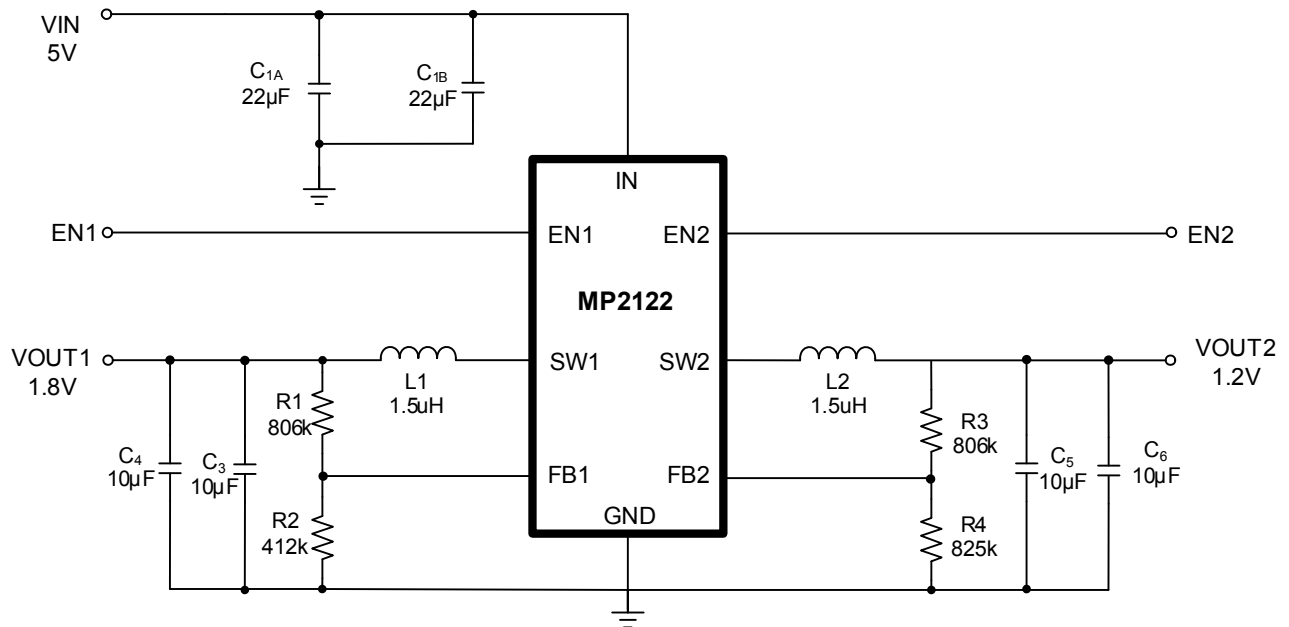 VIN
5V
C1A
22µF
C1B
22µF
IN
EN1
EN1
EN2
EN2
MP2122
VOUT1
1.8V
SW1
SW2
VOUT2
1.2V
L1
1.5uH
L2
1.5uH
R1
806k
R3
806k
C4
10µF
C3
10µF
FB1
FB2
C5
10µF
C6
10µF
R2
412k
GND
R4
825k